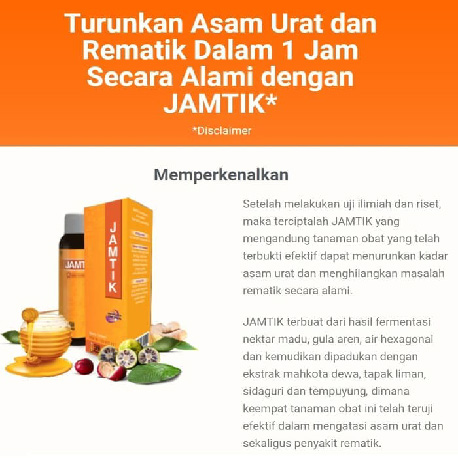 Turunkan Asam Urat dan
Rematik Dalam 1 Jam
Secara Alami dengan
JAMTIK*
*Disclaimer
Memperkenalkan
JAMTIK
JAMTIK
Setelah melakukan uji ilimiah dan riset,
maka terciptalah JAMTIK yang
mengandung tanaman obat yang telah
terbukti efektif dapat menurunkan kadar
asam urat dan menghilangkan masalah
rematik secara alami.
JAMTIK terbuat dari hasil fermentasi
nektar madu, gula aren, air hexagonal
dan kemudikan dipadukan dengan
ekstrak mahkota dewa, tapak liman,
sidaguri dan tempuyung, dimana
keempat tanaman obat ini telah teruji
efektif dalam mengatasi asam urat dan
sekaligus penyakit rematik.